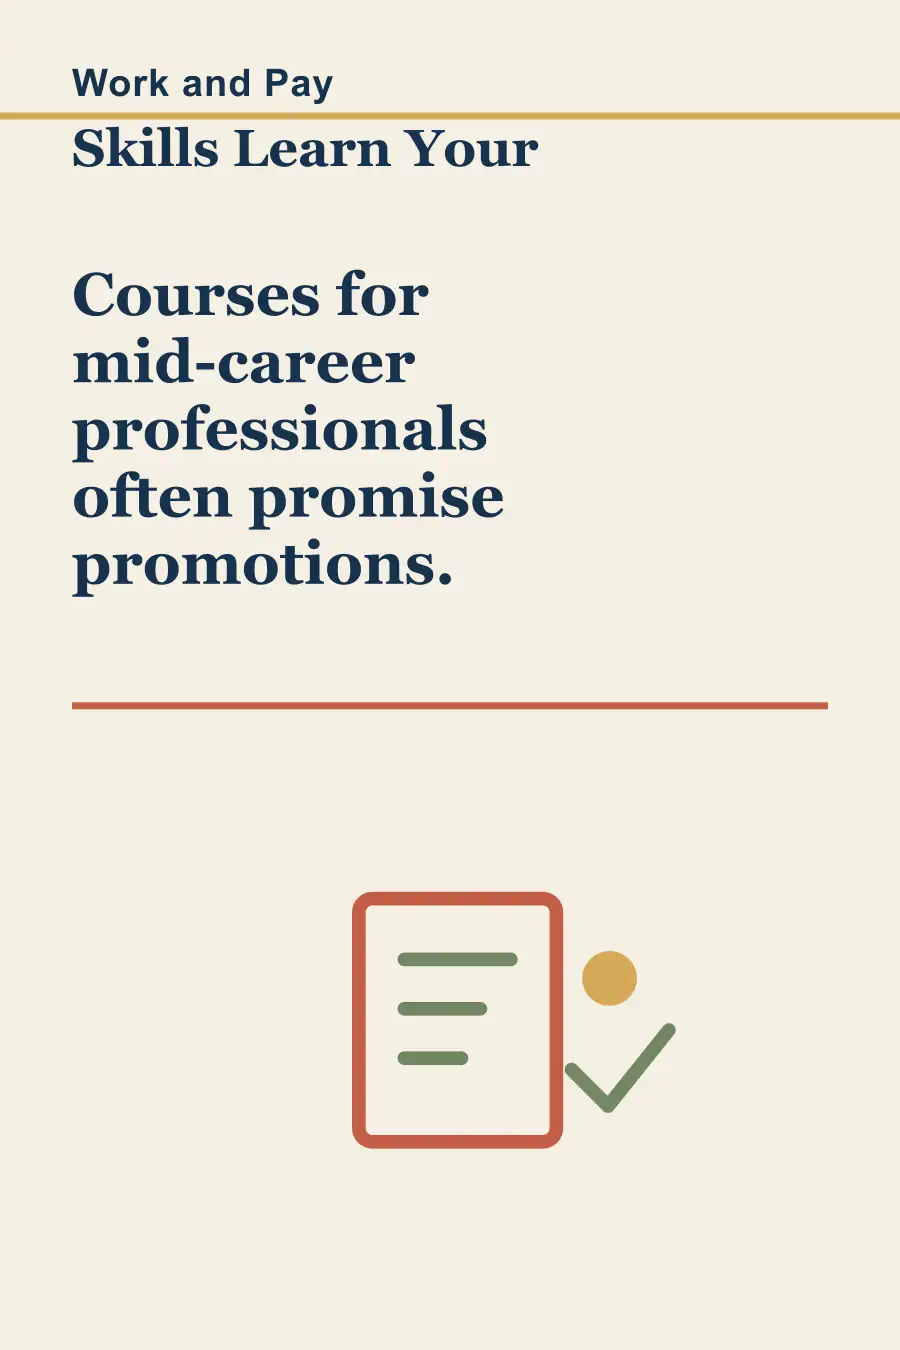 Work and Pay
Skills Learn Your
Courses for
mid-career
professionals
often promise
promotions.